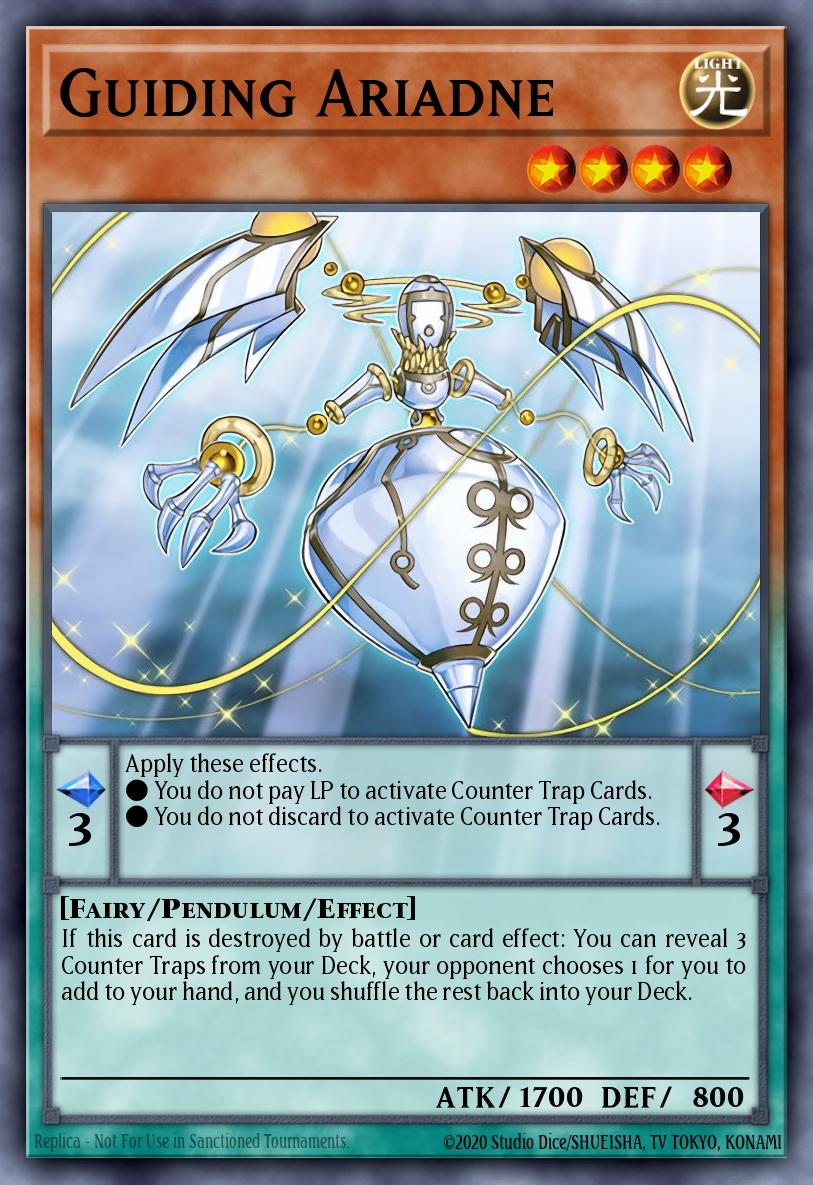 Guiding Ariadne
LIGHT
光
Apply these effects.
● You do not pay LP to activate Counter Trap Cards.
● You do not discard to activate Counter Trap Cards.
3
3
[Fairy/Pendulum/Effect]
If this card is destroyed by battle or card effect: You can reveal 3
Counter Traps from your Deck, your opponent chooses 1 for you to
add to your hand, and you shuffle the rest back into your Deck.
ATK/ 1700 DEF/ 800
Replica - Not For Use in Sanctioned Tournaments.
©2020 Studio Dice/SHUEISHA, TV TOKYO, KONAMI